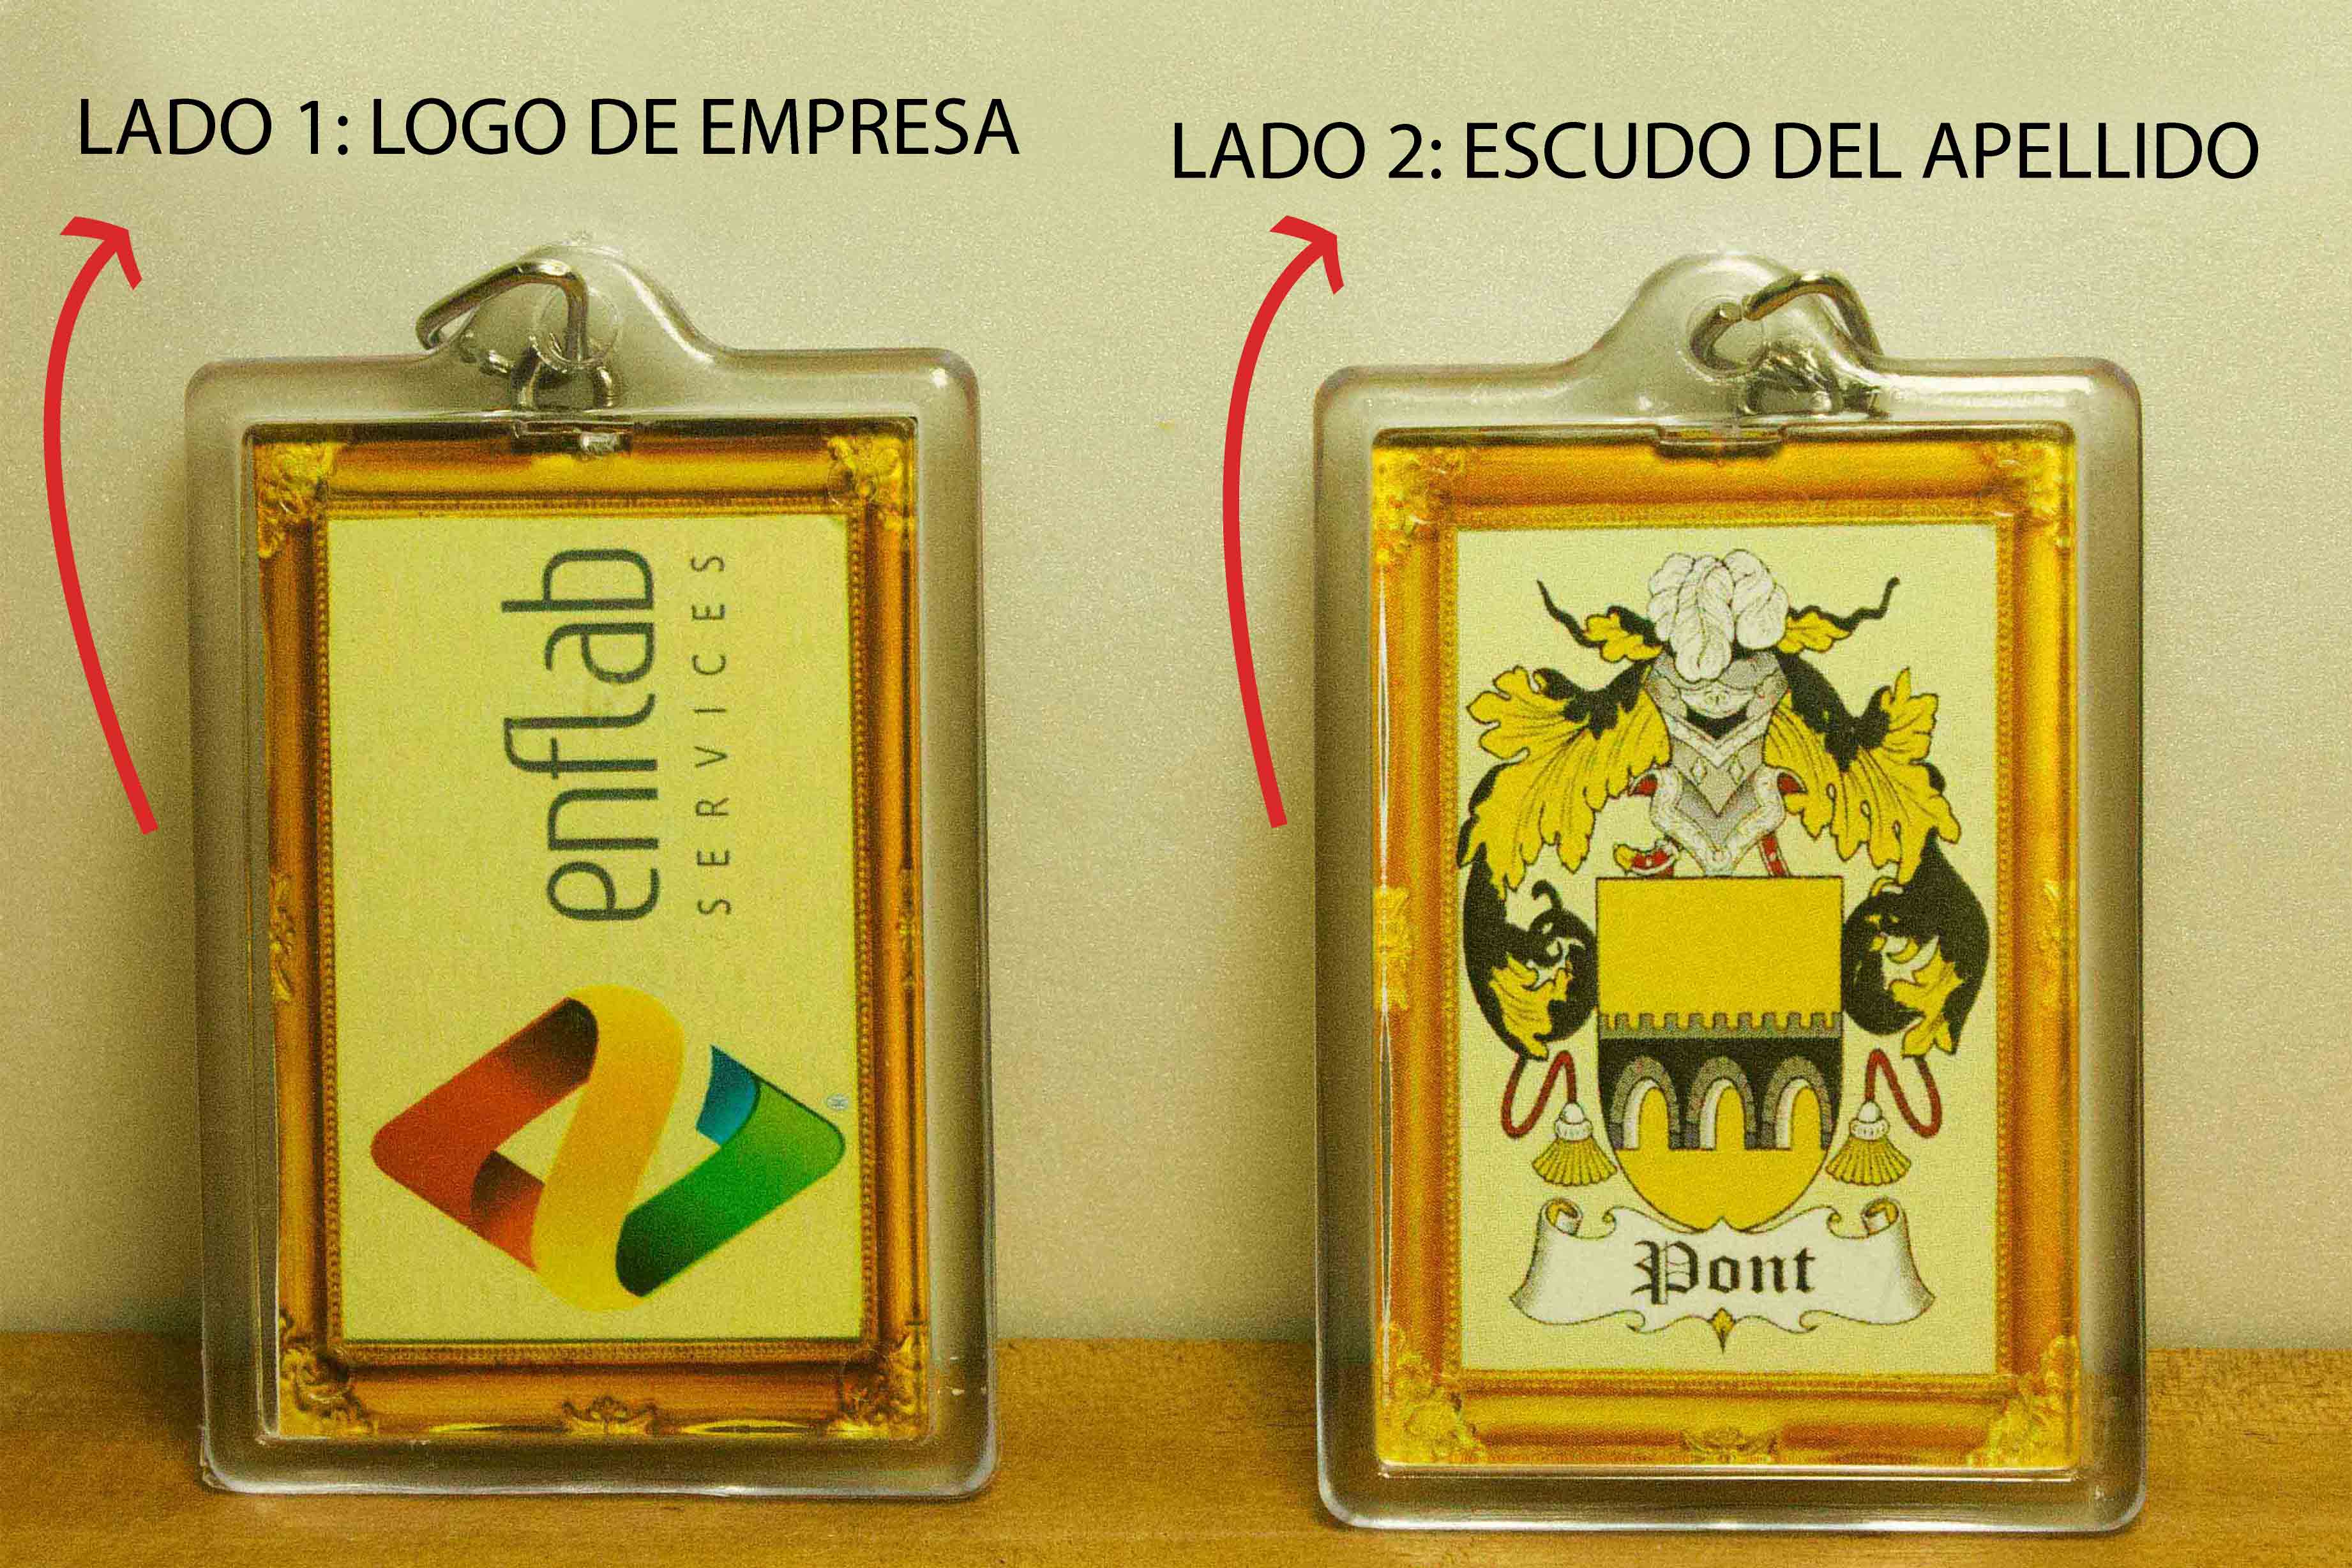 LADO 1: LOGO DE EMPRESA
LADO 2: ESCUDO DEL APELLIDO
enflab
SERVICES
Pont